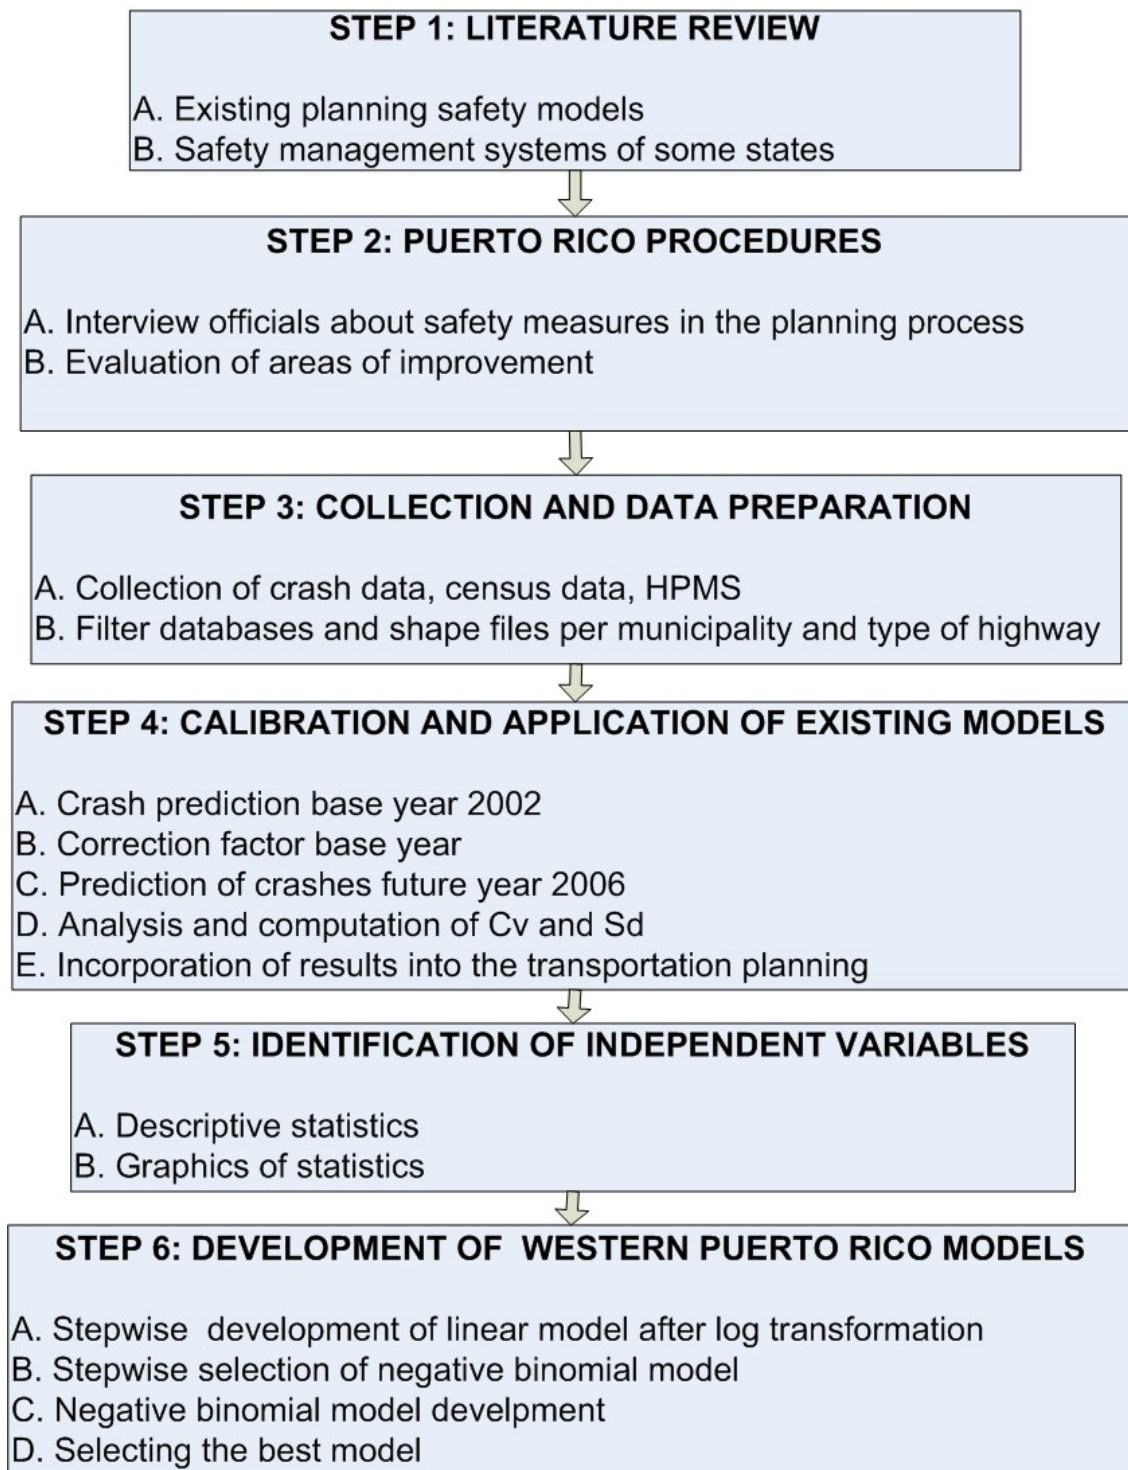 STEP 1: LITERATURE REVIEW
A. Existing planning safety models
B. Safety management systems of some states
STEP 2: PUERTO RICO PROCEDURES
A. Interview officials about safety measures in the planning process
B. Evaluation of areas of improvement
STEP 3: COLLECTION AND DATA PREPARATION
A. Collection of crash data, census data, HPMS
B. Filter databases and shape files per municipality and type of highway
STEP 4: CALIBRATION AND APPLICATION OF EXISTING MODELS
A. Crash prediction base year 2002
B. Correction factor base year
C. Prediction of crashes future year 2006
D. Analysis and computation of Cv and Sd
E. Incorporation of results into the transportation planning
STEP 5: IDENTIFICATION OF INDEPENDENT VARIABLES
A. Descriptive statistics
B. Graphics of statistics
STEP 6: DEVELOPMENT OF  WESTERN PUERTO RICO MODELS
A. Stepwise  development of linear model after log transformation
B. Stepwise selection of negative binomial model
C. Negative binomial model develpment
D. Selecting the best model